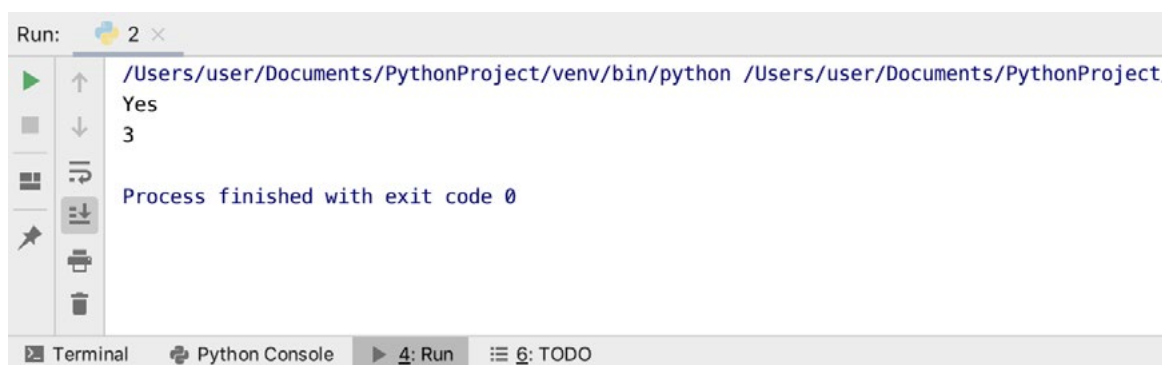 Run: 2
/Users/user/Documents/PythonProject/venv/bin/python /Users/user/Documents/PythonProject/
Yes
3
Process finished with exit code 0
Terminal Python Console 4: Run 6: TODO